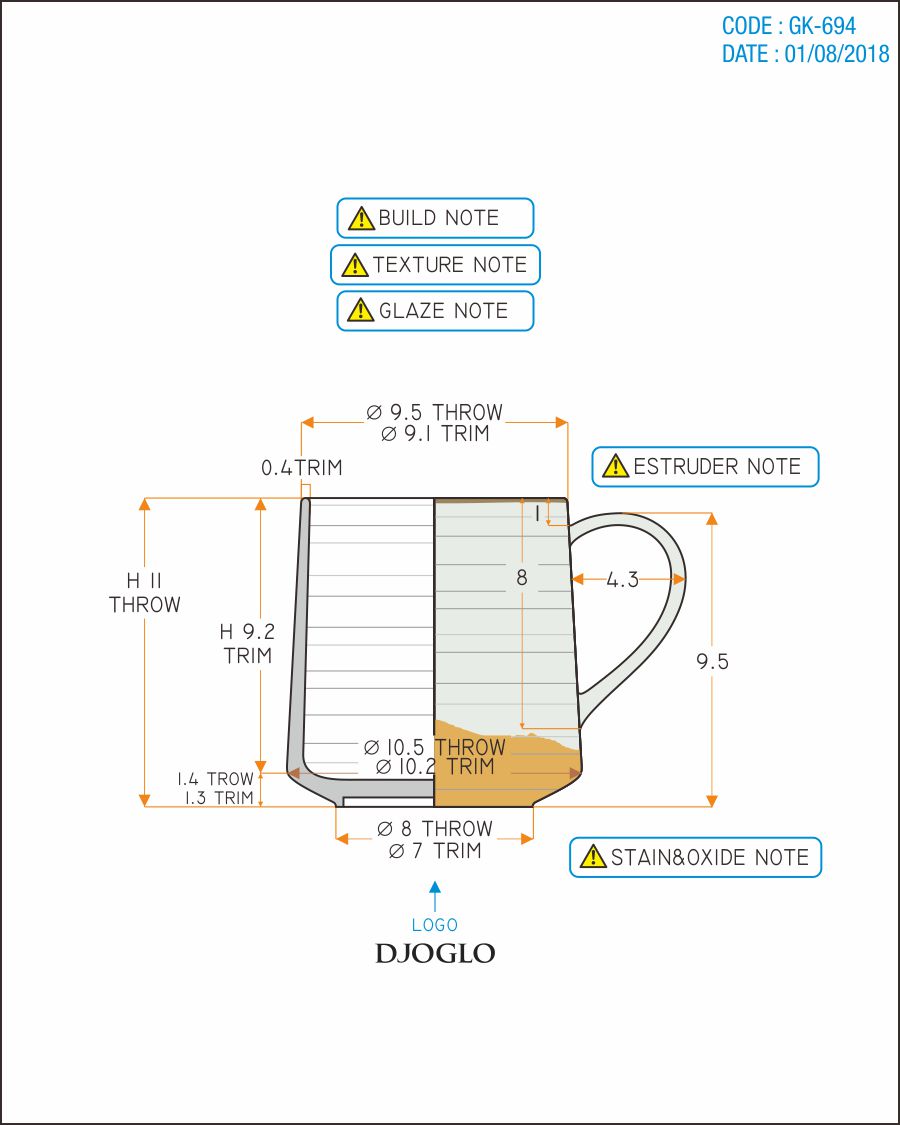 CODE : GK-694
DATE : 01/08/2018
BUILD NOTE
TEXTURE NOTE
GLAZE NOTE
Ø 9.5 THROW
Ø 9.1 TRIM
0.4TRIM
ESTRUDER NOTE
1
8
4.3
H 11
THROW
H 9.2
TRIM
9.5
Ø 10.5 THROW
Ø 10.2 TRIM
1.4 TROW
1.3 TRIM
Ø 8 THROW
Ø 7 TRIM
STAIN&OXIDE NOTE
LOGO
DJOGLO